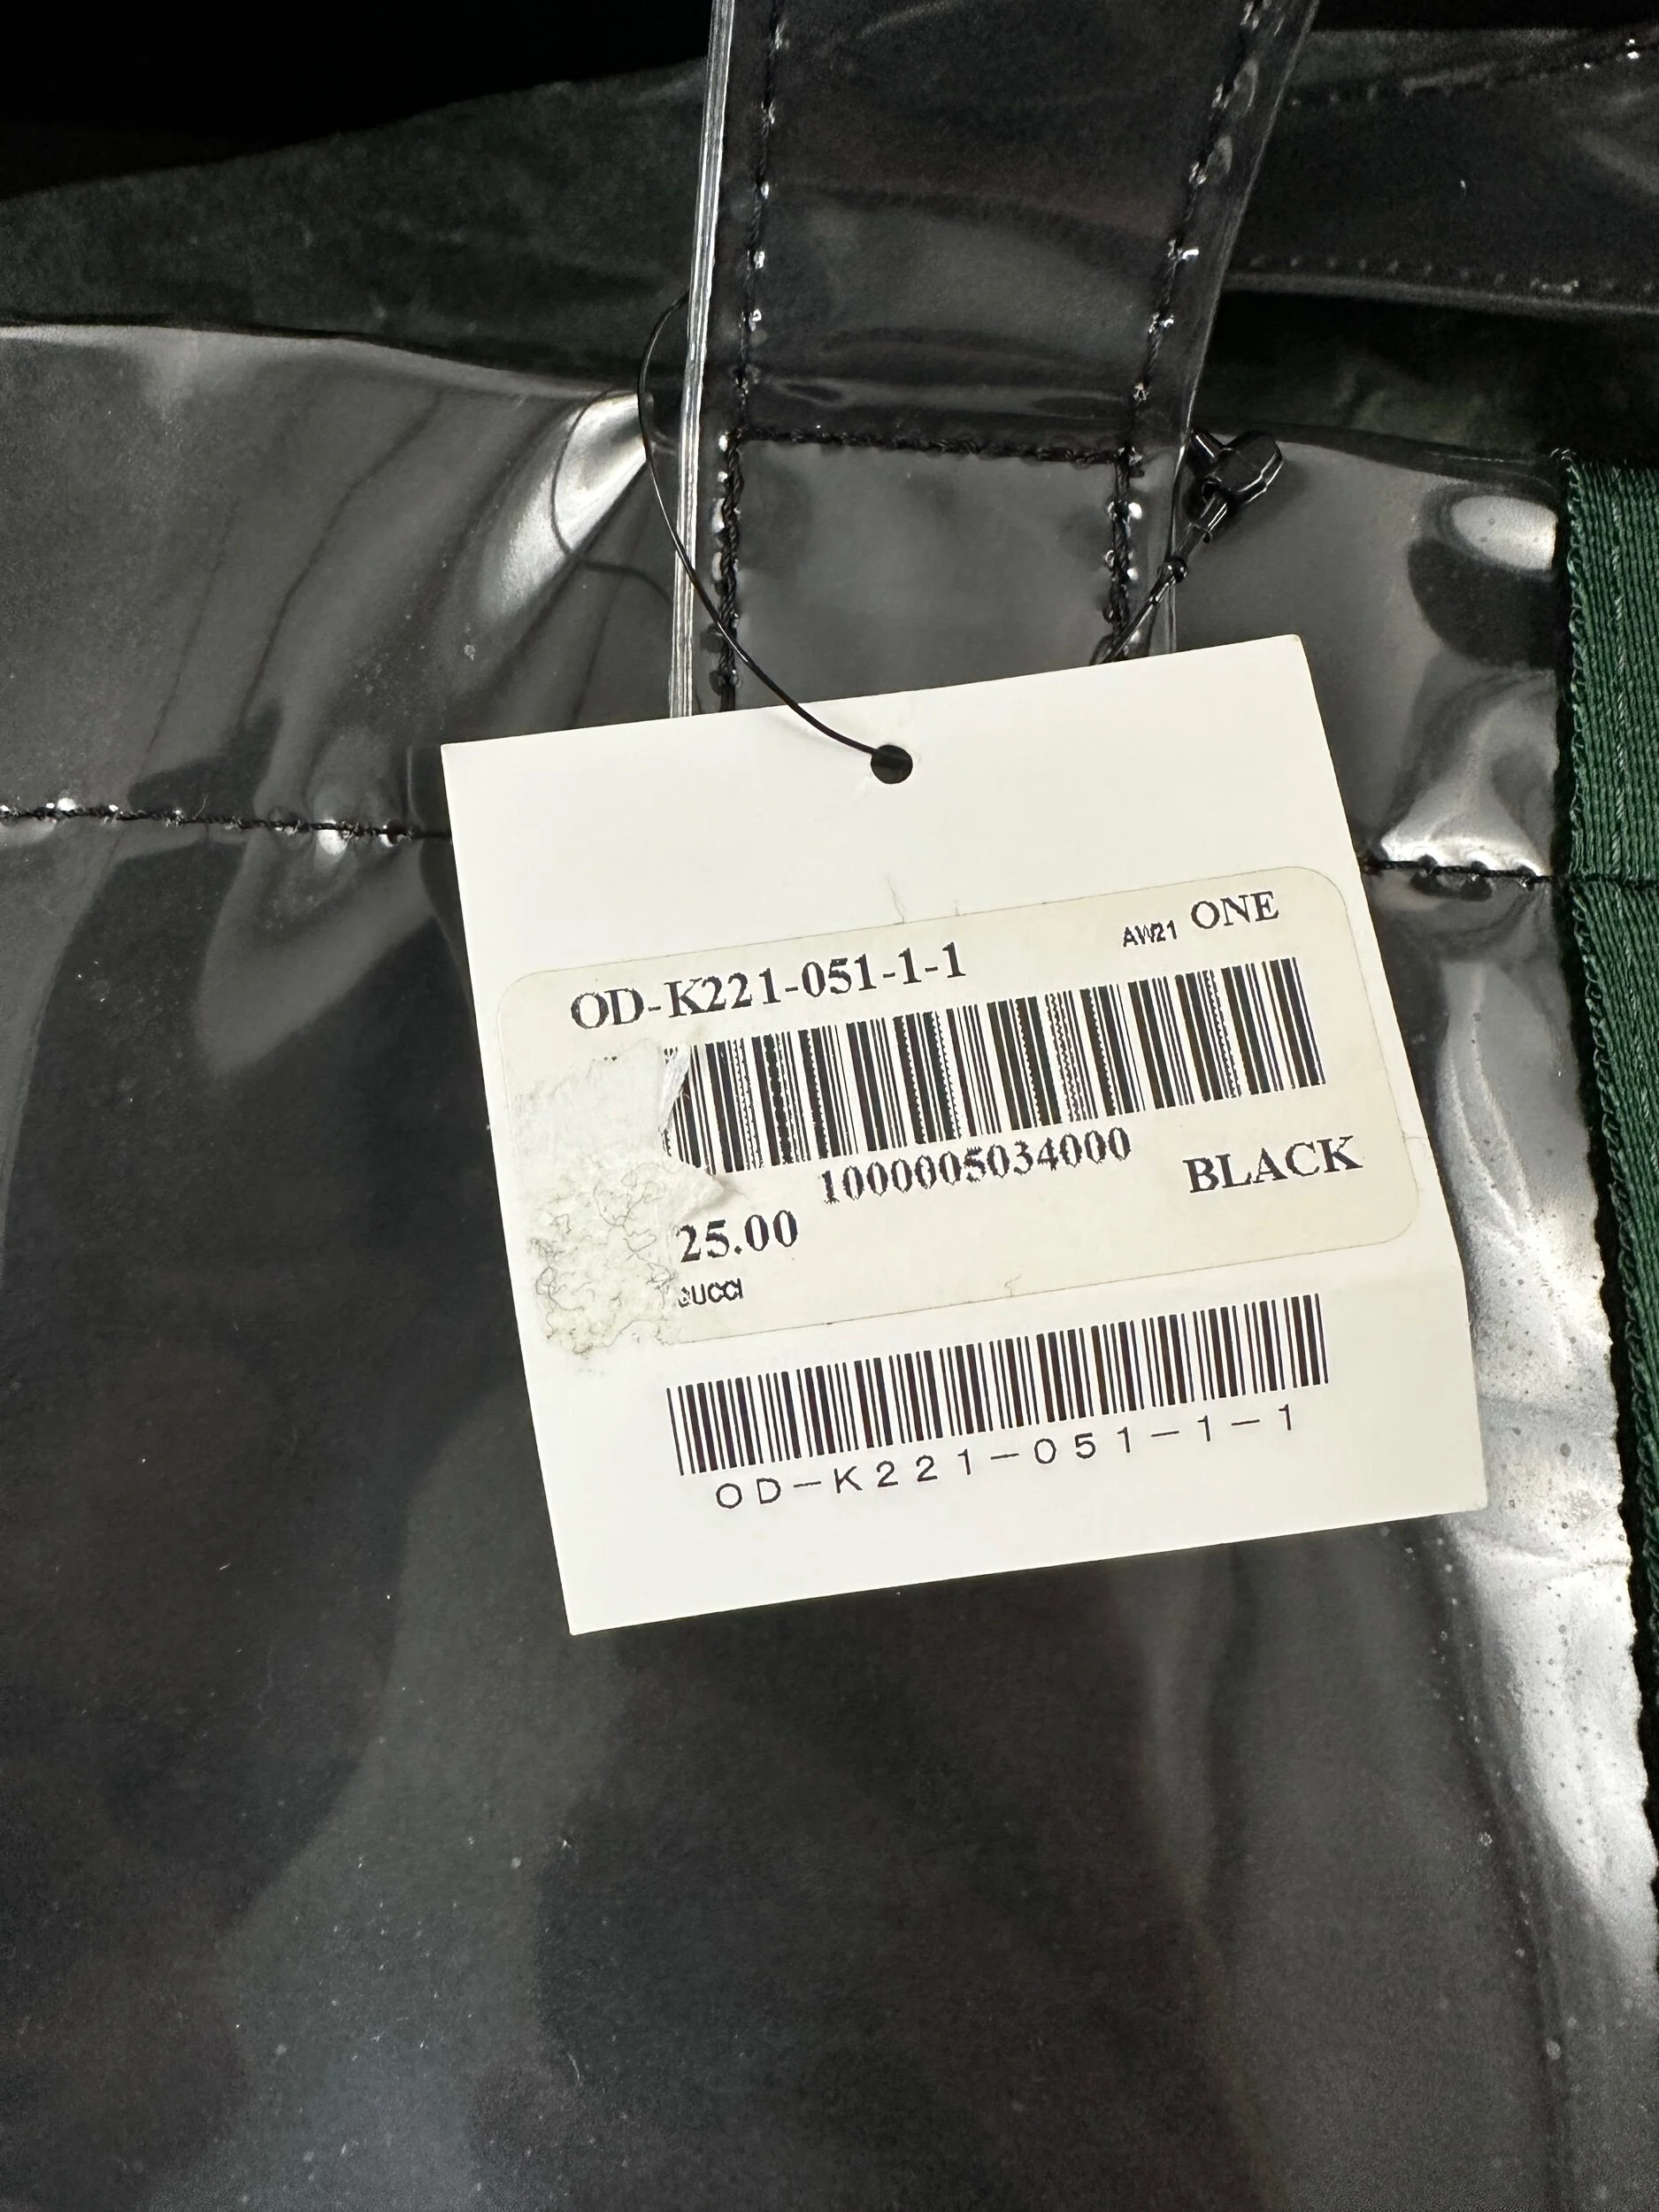 OD-K221-051-1-1
AW21 ONE
1000005034000
BLACK
25.00
GUCCI
OD-K221-051-1-1